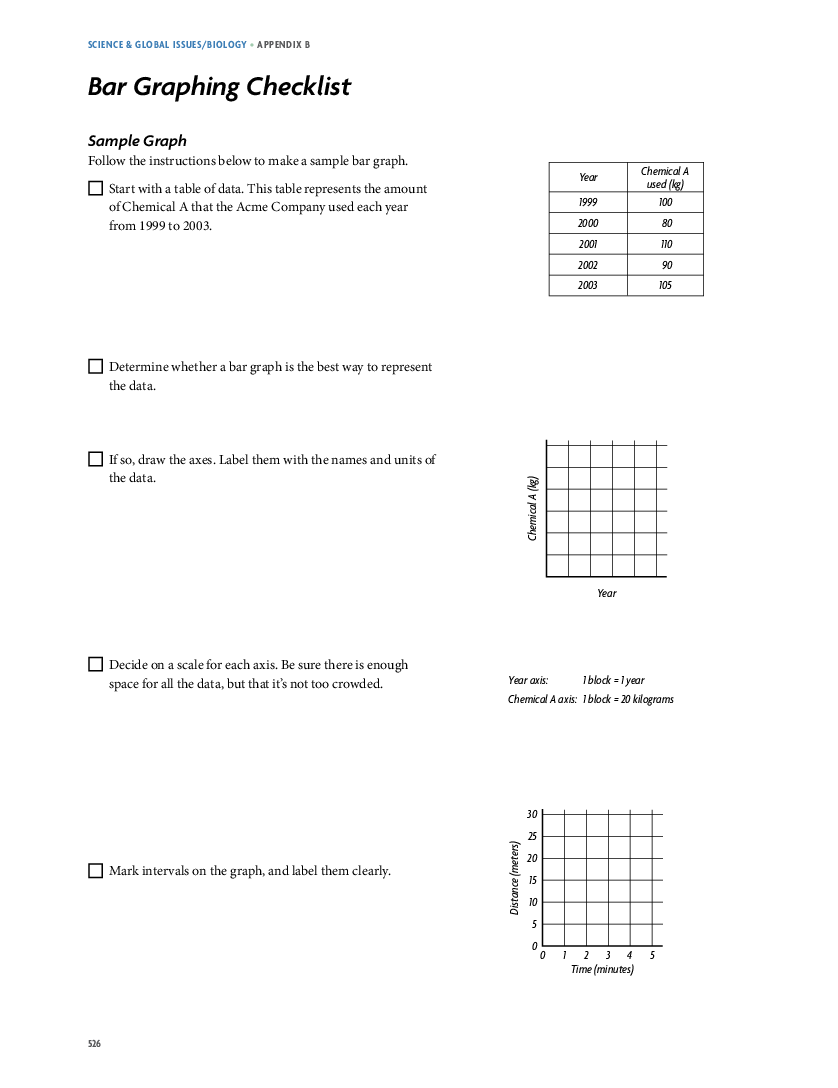 SCIENCE & GLOBAL ISSUES/BIOLOGY • APPENDIX B
Bar Graphing Checklist
Sample Graph
Follow the instructions below to make a sample bar graph.
Start with a table of data. This table represents the amount
of Chemical A that the Acme Company used each year
from 1999 to 2003.
Year
Chemical A
used (kg)
1999 100
2000 80
2001 110
2002 90
2003 105
Determine whether a bar graph is the best way to represent
the data.
If so, draw the axes. Label them with the names and units of
the data.
Chemical A (kg)
Year
Decide on a scale for each axis. Be sure there is enough
space for all the data, but that it’s not too crowded.
Year axis: 1 block = 1 year
Chemical A axis: 1 block = 20 kilograms
Mark intervals on the graph, and label them clearly.
Distance (meters)
30
25
20
15
10
5
0
0 1 2 3 4 5
Time (minutes)
526